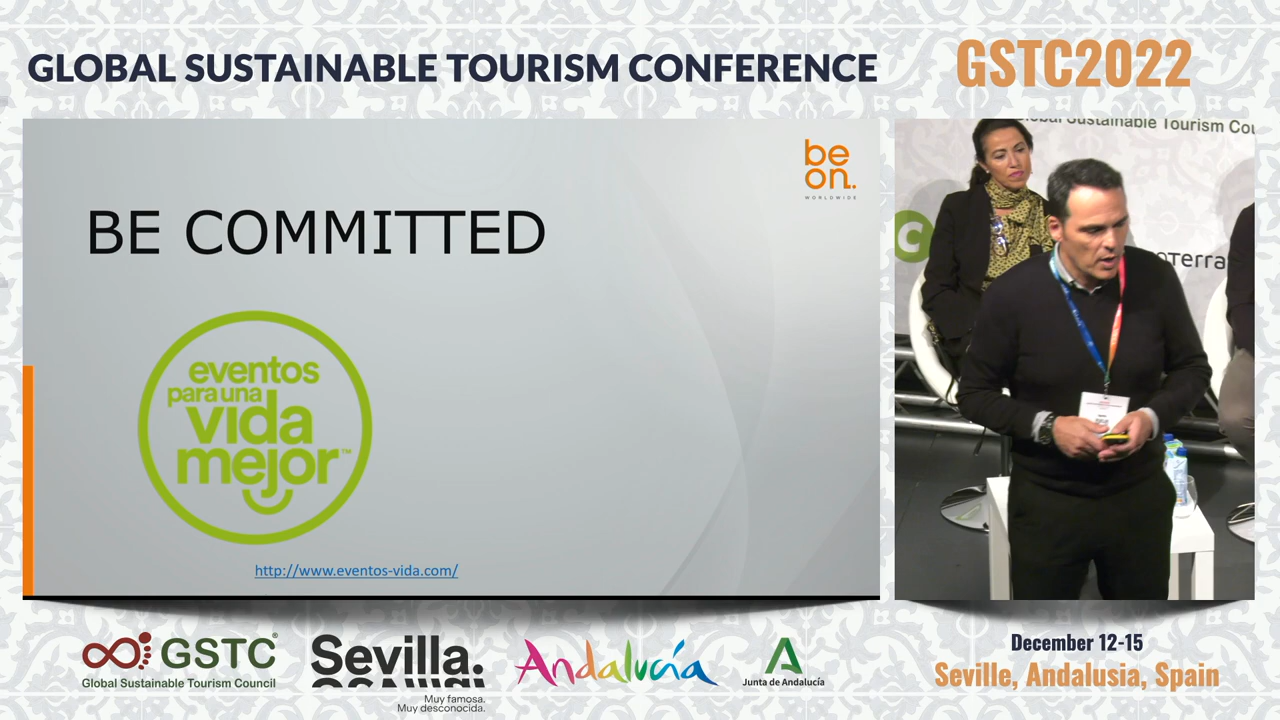 GLOBAL SUSTAINABLE TOURISM CONFERENCE
GSTC2022
be
on.
WORLDWIDE
BE COMMITTED
eventos
para una
vida
mejor™
http://www.eventos-vida.com/
Global Sustainable Tourism Cou
C
oTerra
GSTC®
Global Sustainable Tourism Council
Sevilla.
Muy famosa.
Muy desconocida.
Andalucía
A
Junta de Andalucía
December 12-15
Seville, Andalusia, Spain